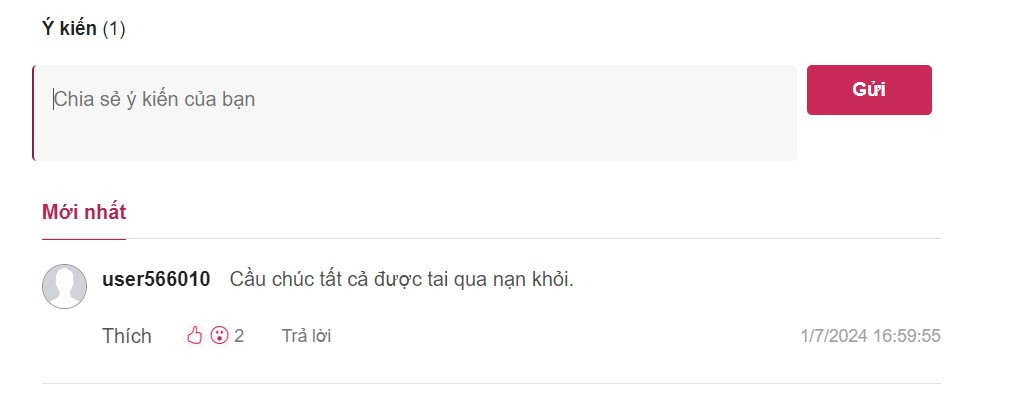 Ý kiến (1)
Chia sẻ ý kiến của bạn
Gửi
Mới nhất
user566010 Cầu chúc tất cả được tai qua nạn khỏi.
Thích 2 Trả lời 1/7/2024 16:59:55